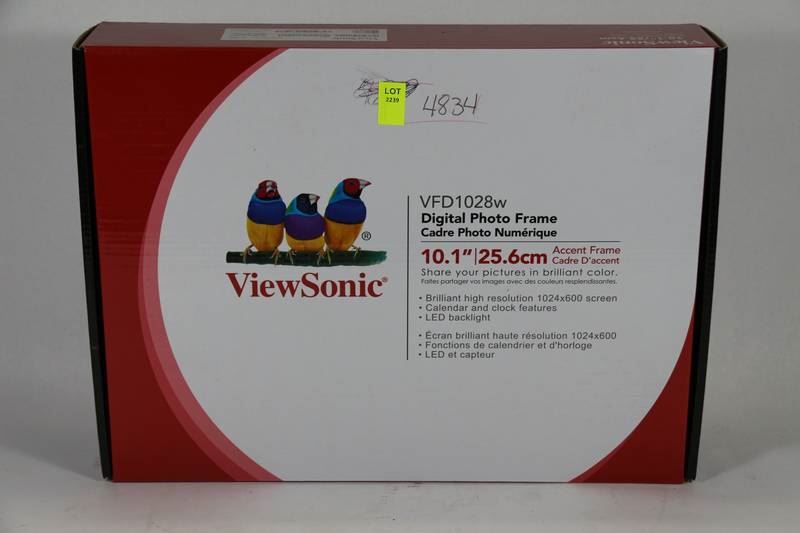 ViewSonic
LOT
2239
4834
ViewSonic®
VFD1028w
Digital Photo Frame
Cadre Photo Numérique
10.1"|25.6cm Accent Frame
Cadre D'accent
Share your pictures in brilliant color.
Faites partager vos images avec des couleurs resplendissantes.
• Brilliant high resolution 1024x600 screen
• Calendar and clock features
• LED backlight
• Écran brilliant haute résolution 1024x600
• Fonctions de calendrier et d'horloge
• LED et capteur